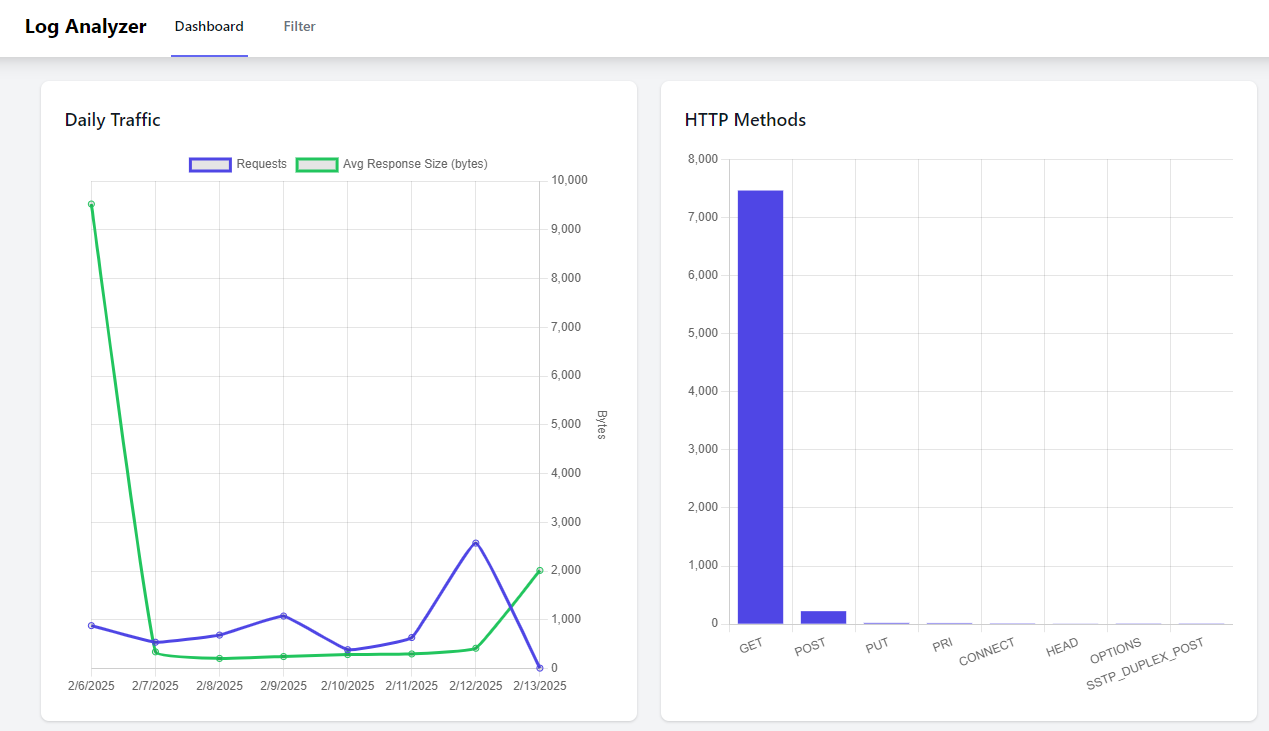 Log Analyzer Dashboard Filter
Daily Traffic
Requests Avg Response Size (bytes)
10,000
9,000
8,000
7,000
6,000
5,000
4,000
3,000
2,000
1,000
0
Bytes
2/6/2025 2/7/2025 2/8/2025 2/9/2025 2/10/2025 2/11/2025 2/12/2025 2/13/2025
HTTP Methods
8,000
7,000
6,000
5,000
4,000
3,000
2,000
1,000
0
GET POST PUT PRI CONNECT HEAD OPTIONS SSTP_DUPLEX_POST